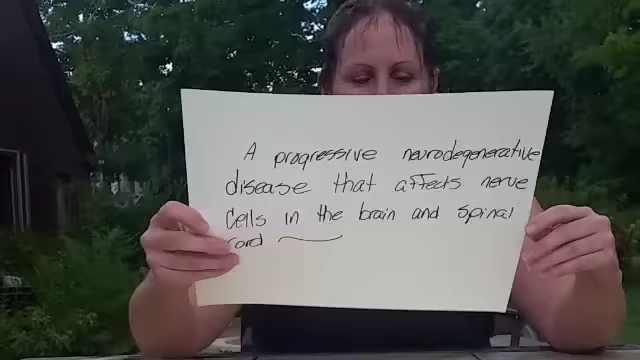 A progressive neurodegenerative
disease that affects nerve
cells in the brain and spinal
cord